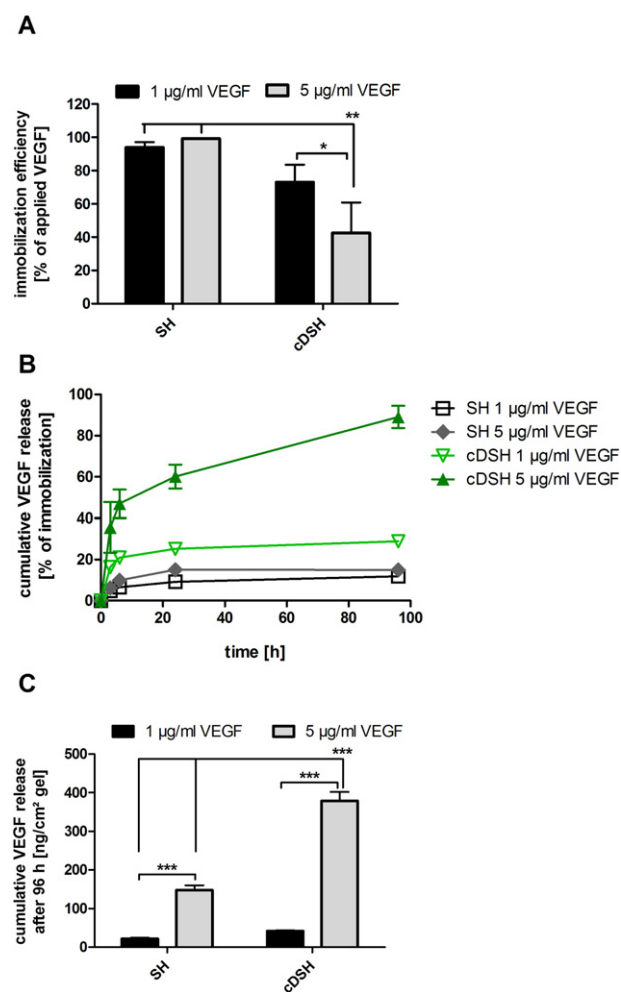 A
1 µg/ml VEGF 5 µg/ml VEGF
immobilization efficiency
[% of applied VEGF]
120
100
80
60
40
20
0
**
*
SH cDSH
B
cumulative VEGF release
[% of immobilization]
100
80
60
40
20
0
0 20 40 60 80 100
time [h]
SH 1 µg/ml VEGF
SH 5 µg/ml VEGF
cDSH 1 µg/ml VEGF
cDSH 5 µg/ml VEGF
C
1 µg/ml VEGF 5 µg/ml VEGF
cumulative VEGF release
after 96 h [ng/cm² gel]
500
400
300
200
100
0
***
***
***
SH cDSH